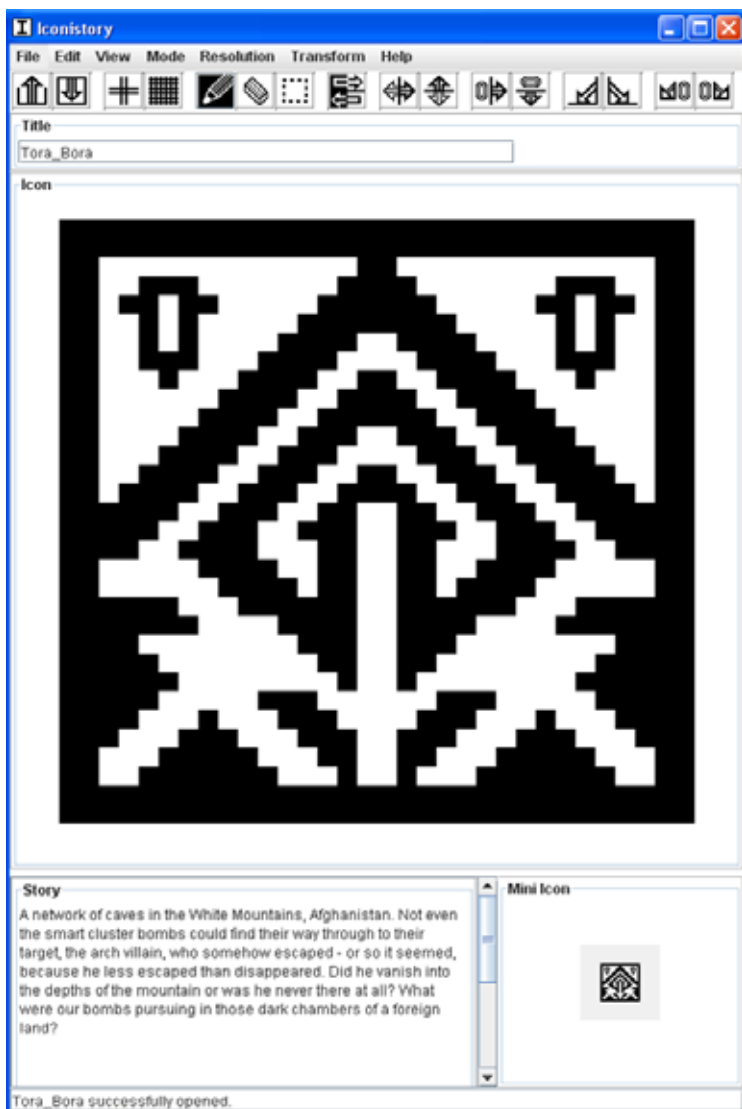 Iconistory
File Edit View Mode Resolution Transform Help
Title
Tora_Bora
Icon
Story
A network of caves in the White Mountains, Afghanistan. Not even
the smart cluster bombs could find their way through to their
target, the arch villain, who somehow escaped - or so it seemed,
because he less escaped than disappeared. Did he vanish into
the depths of the mountain or was he never there at all? What
were our bombs pursuing in those dark chambers of a foreign
land?
Mini Icon
Tora_Bora successfully opened.